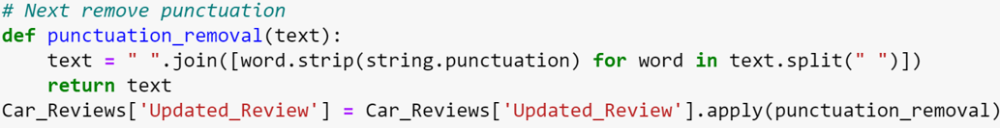 # Next remove punctuation
def punctuation_removal(text):
    text = " ".join([word.strip(string.punctuation) for word in text.split(" ")])
    return text
Car_Reviews['Updated_Review'] = Car_Reviews['Updated_Review'].apply(punctuation_removal)